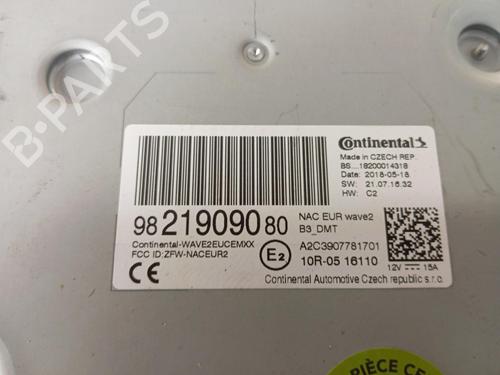 B-PARTS
Continental
Made in CZECH REP.
BS....18200014318
Date: 2018-05-18
SW: 21.07.16.32
HW: C2
98 219090 80
NAC EUR wave2
B3_DMT
Continental-WAVE2EUCEMXX
FCC ID:ZFW-NACEUR2
A2C3907781701
CE
E2
10R-05 16110
12V 15A
Continental Automotive Czech republic s.r.o.
PIÈCE CE